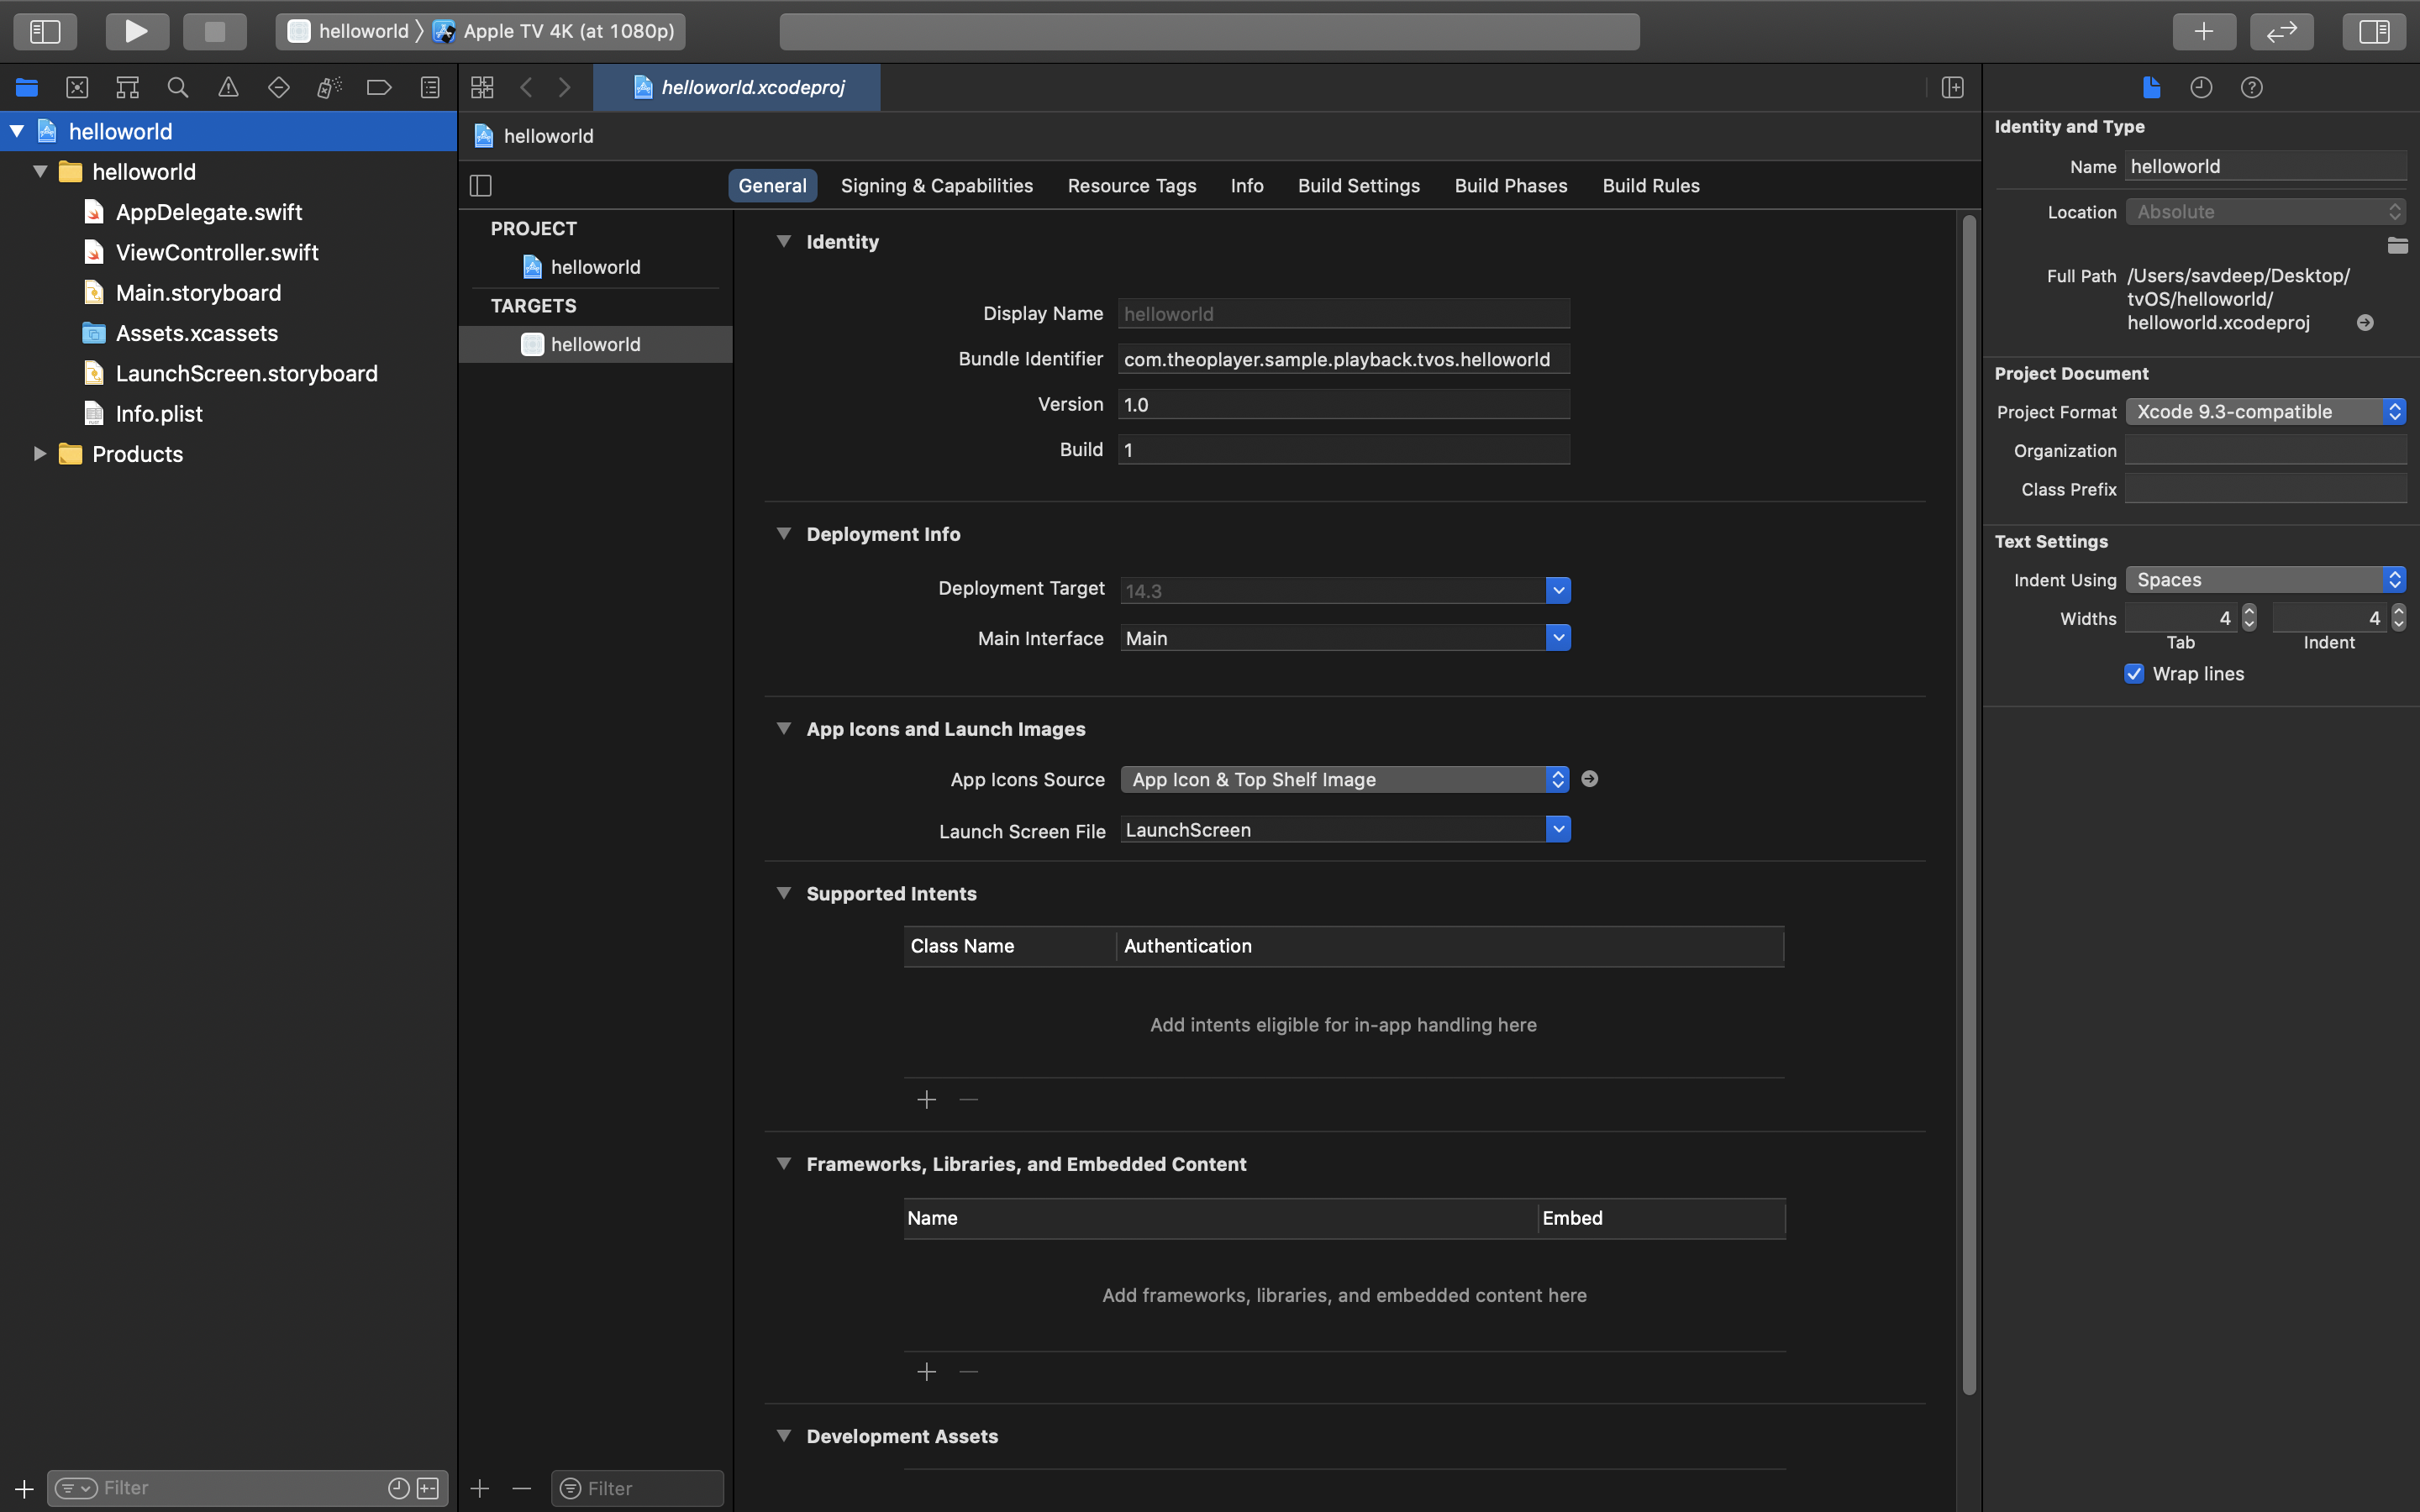 helloworld
Apple TV 4K (at 1080p)
helloworld
helloworld
AppDelegate.swift
ViewController.swift
Main.storyboard
Assets.xcassets
LaunchScreen.storyboard
Info.plist
Products
Filter
helloworld.xcodeproj
helloworld
General
Signing & Capabilities
Resource Tags
Info
Build Settings
Build Phases
Build Rules
PROJECT
helloworld
TARGETS
helloworld
Filter
Identity
Display Name helloworld
Bundle Identifier com.theoplayer.sample.playback.tvos.helloworld
Version 1.0
Build 1
Deployment Info
Deployment Target 14.3
Main Interface Main
App Icons and Launch Images
App Icons Source App Icon & Top Shelf Image
Launch Screen File LaunchScreen
Supported Intents
Class Name Authentication
Add intents eligible for in-app handling here
Frameworks, Libraries, and Embedded Content
Name Embed
Add frameworks, libraries, and embedded content here
Development Assets
Identity and Type
Name helloworld
Location Absolute
Full Path /Users/savdeep/Desktop/
tvOS/helloworld/
helloworld.xcodeproj
Project Document
Project Format Xcode 9.3-compatible
Organization
Class Prefix
Text Settings
Indent Using Spaces
Widths 4 4
Tab Indent
Wrap lines